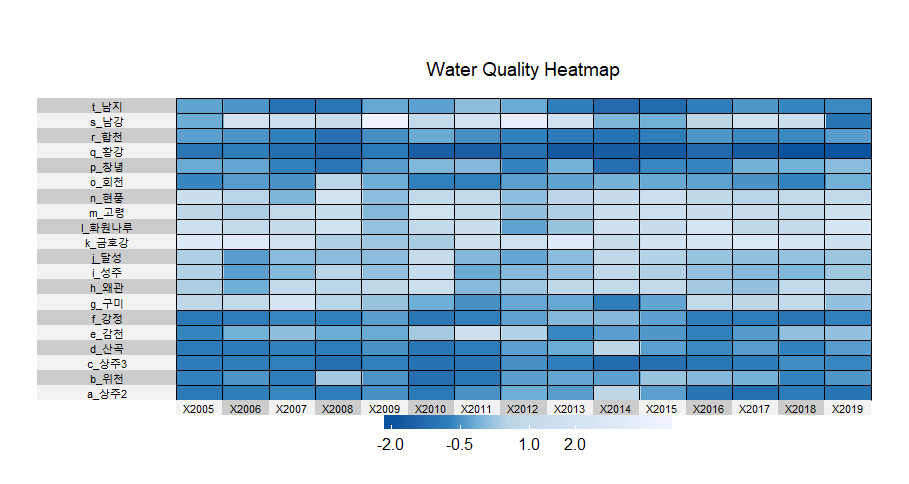 Water Quality Heatmap
t_남지
s_남강
r_합천
q_황강
p_창녕
o_회천
n_현풍
m_고령
l_화원나루
k_금호강
j_달성
i_성주
h_왜관
g_구미
f_강정
e_감천
d_산곡
c_상주3
b_위천
a_상주2
X2005 X2006 X2007 X2008 X2009 X2010 X2011 X2012 X2013 X2014 X2015 X2016 X2017 X2018 X2019
-2.0 -0.5 1.0 2.0